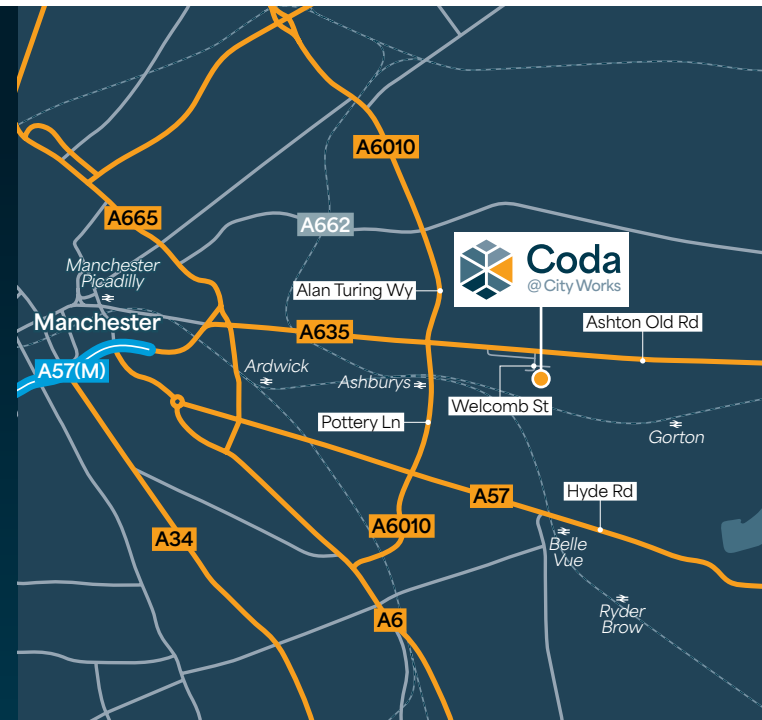 A6010
A665
A662
Coda
@ City Works
Manchester
Picadilly
Alan Turing Wy
Manchester
A635
Ashton Old Rd
A57(M)
Ardwick
Ashburys
Welcomb St
Pottery Ln
Gorton
A57
Hyde Rd
A6010
A34
Belle
Vue
Ryder
Brow
A6